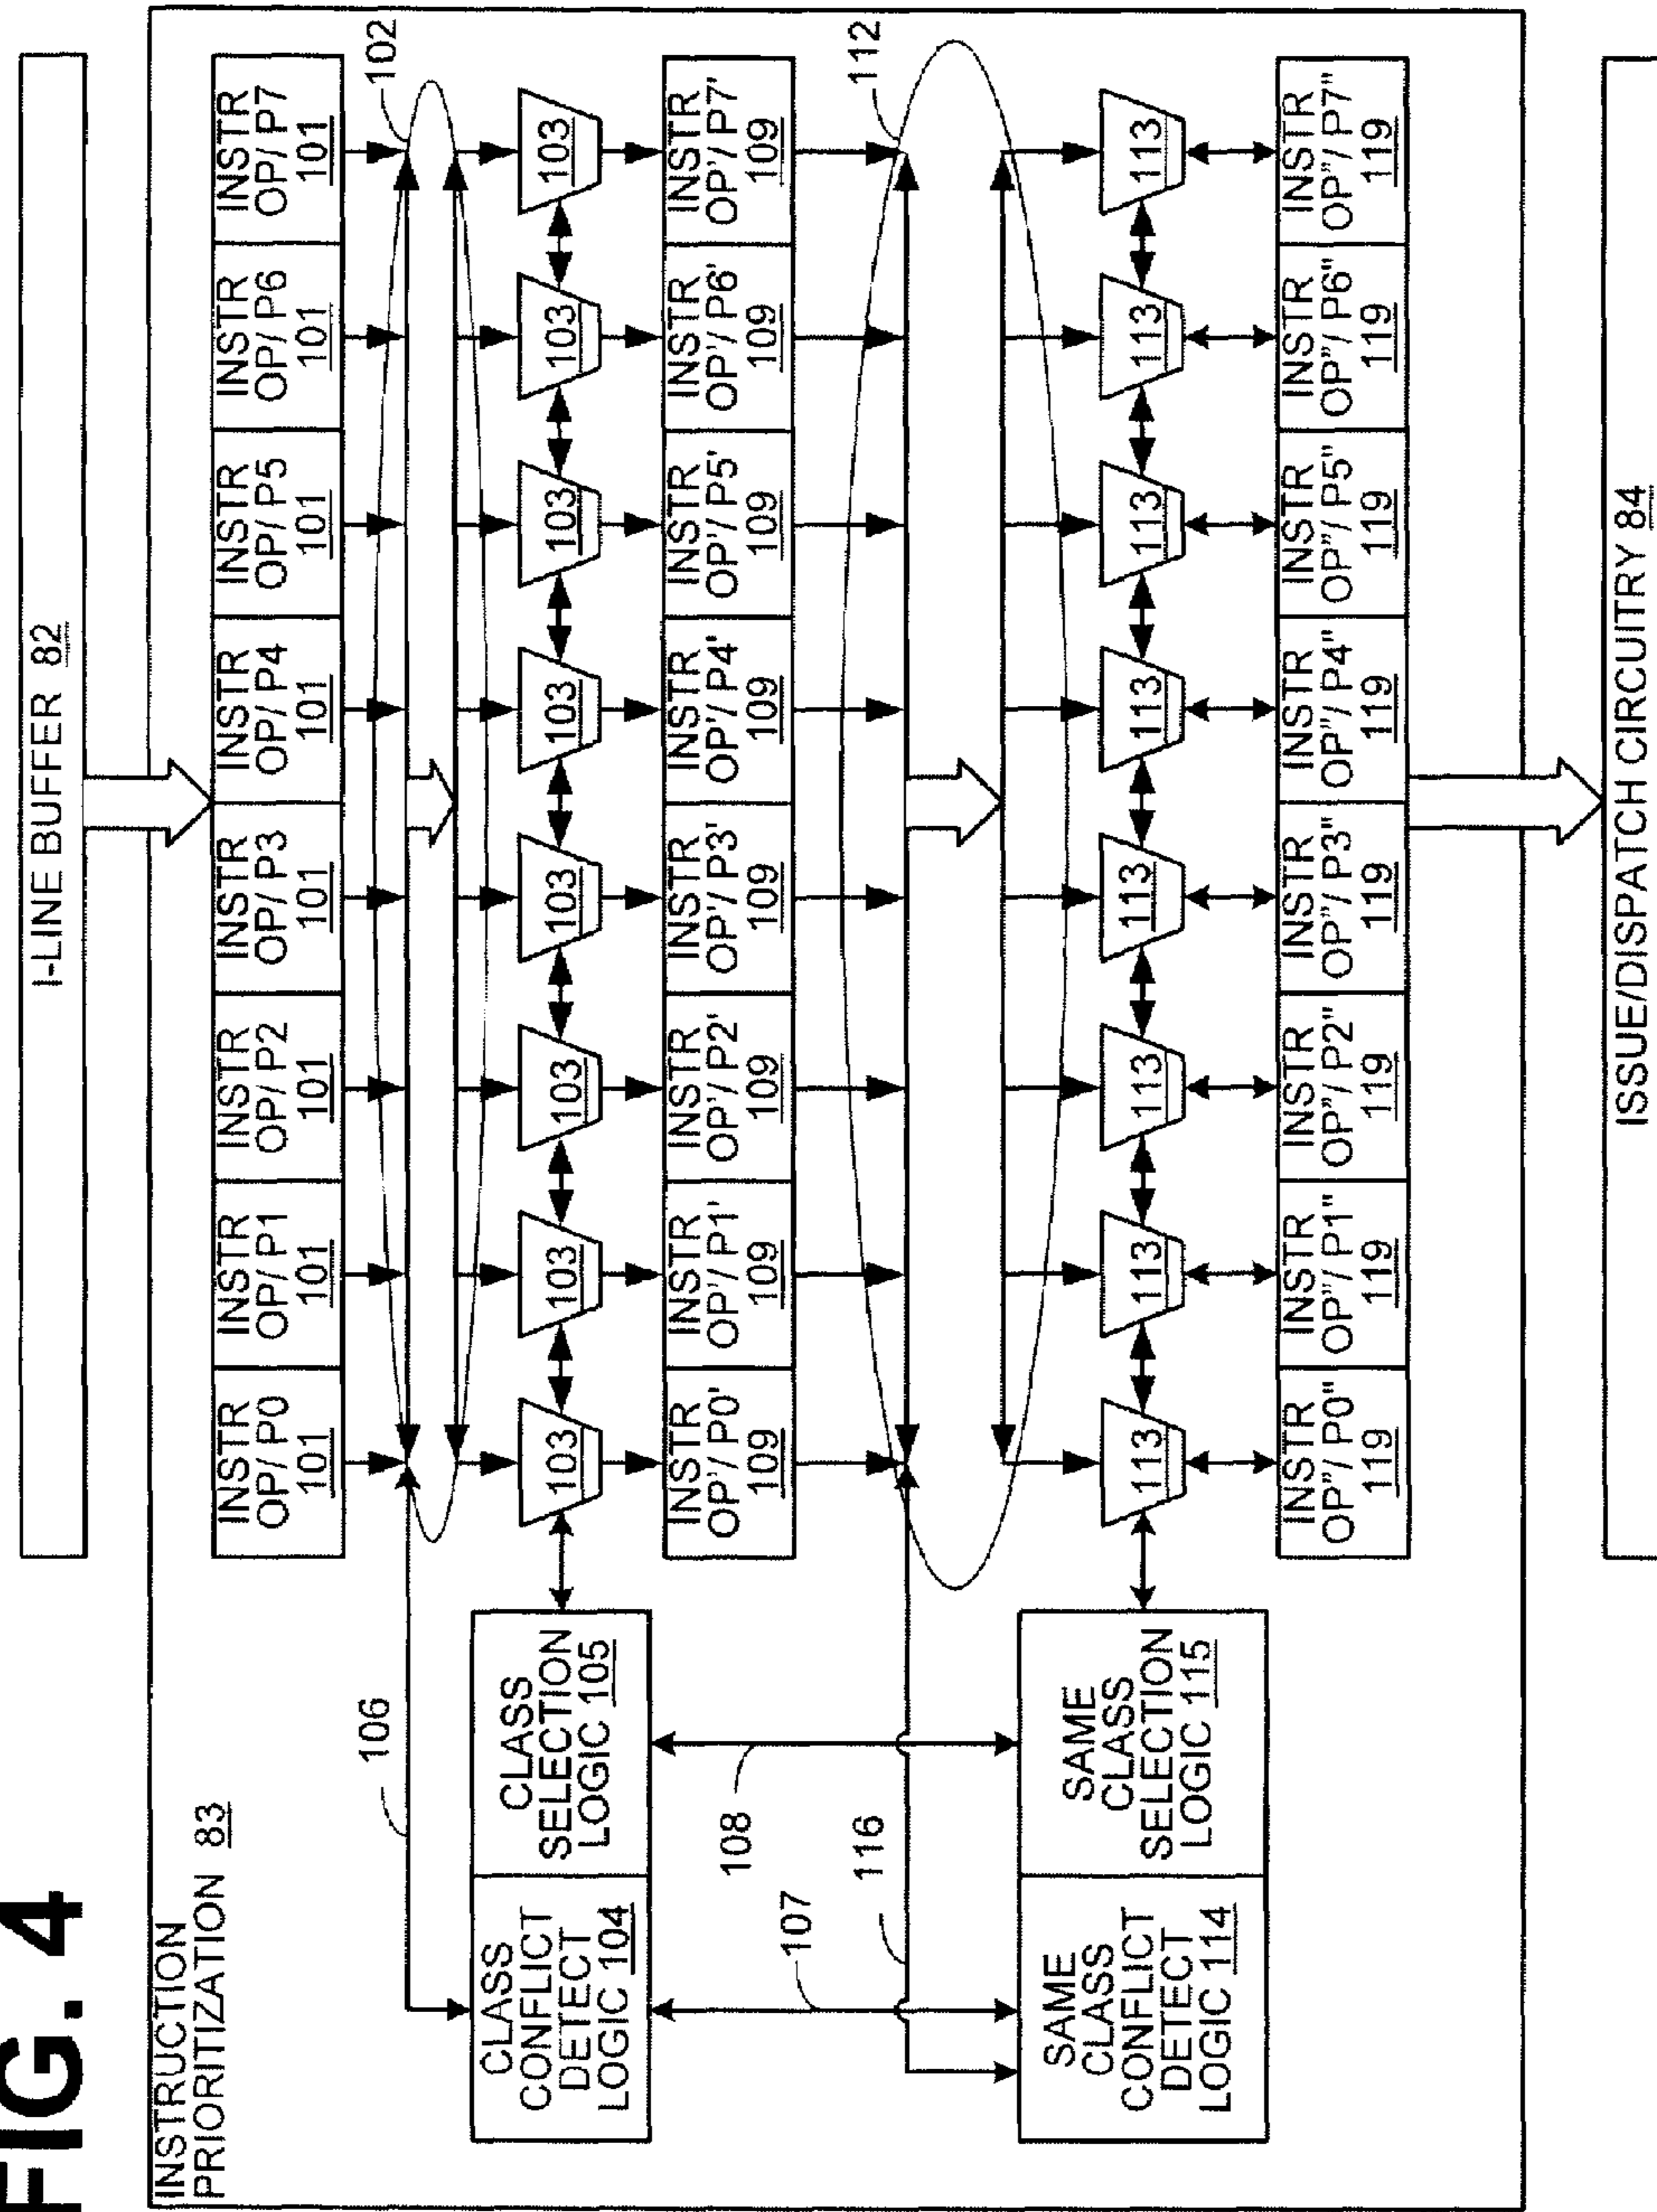 FIG. 4
I-LINE BUFFER 82
INSTRUCTION
PRIORITIZATION 83
INSTR
OP/P0
101
INSTR
OP/P1
101
INSTR
OP/P2
101
INSTR
OP/P3
101
INSTR
OP/P4
101
INSTR
OP/P5
101
INSTR
OP/P6
101
INSTR
OP/P7
101
102
106
CLASS
CONFLICT
DETECT
LOGIC 104
CLASS
SELECTION
LOGIC 105
103
103
103
103
103
103
103
103
INSTR
OP'/P0'
109
INSTR
OP'/P1'
109
INSTR
OP'/P2'
109
INSTR
OP'/P3'
109
INSTR
OP'/P4'
109
INSTR
OP'/P5'
109
INSTR
OP'/P6'
109
INSTR
OP'/P7'
109
108
107
116
112
SAME
CLASS
CONFLICT
DETECT
LOGIC 114
SAME
CLASS
SELECTION
LOGIC 115
113
113
113
113
113
113
113
113
INSTR
OP"/P0"
119
INSTR
OP"/P1"
119
INSTR
OP"/P2"
119
INSTR
OP"/P3"
119
INSTR
OP"/P4"
119
INSTR
OP"/P5"
119
INSTR
OP"/P6"
119
INSTR
OP"/P7"
119
ISSUE/DISPATCH CIRCUITRY 84